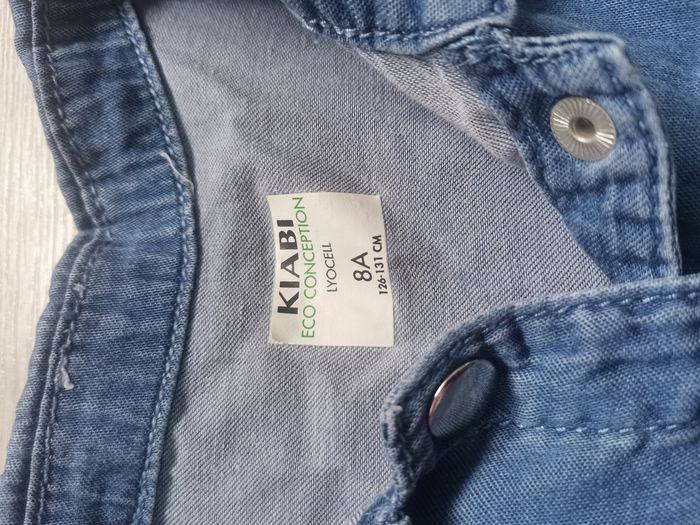 KIABI
ECO CONCEPTION
LYOCELL
8A
126-131 CM